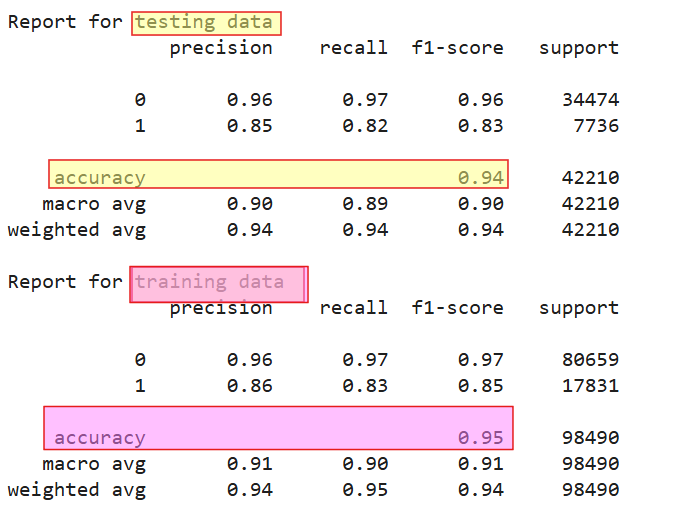 Report for testing data
precision recall f1-score support
0 0.96 0.97 0.96 34474
1 0.85 0.82 0.83 7736
accuracy 0.94 42210
macro avg 0.90 0.89 0.90 42210
weighted avg 0.94 0.94 0.94 42210
Report for training data
precision recall f1-score support
0 0.96 0.97 0.97 80659
1 0.86 0.83 0.85 17831
accuracy 0.95 98490
macro avg 0.91 0.90 0.91 98490
weighted avg 0.94 0.95 0.94 98490